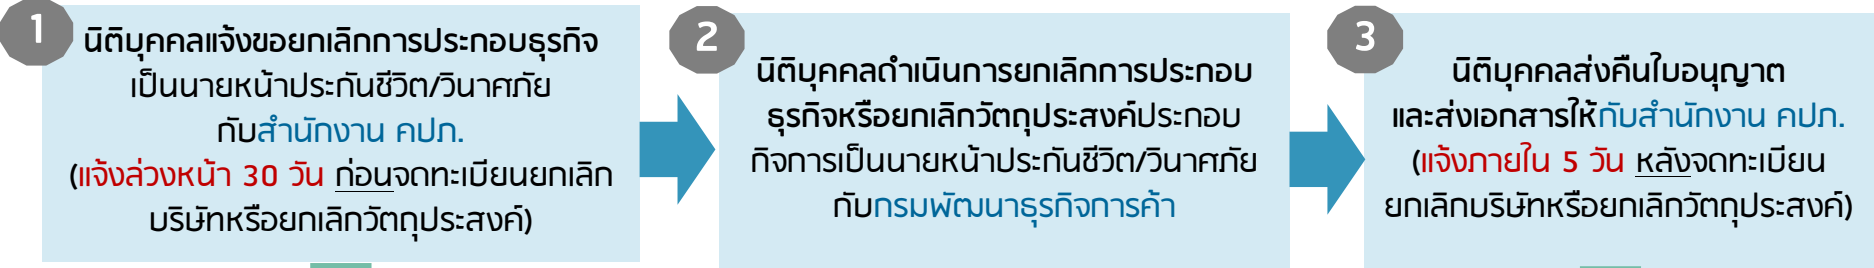 1
นิติบุคคลแจ้งขอยกเลิกการประกอบธุรกิจ
เป็นนายหน้าประกันชีวิต/วินาศภัย
กับสำนักงาน คปภ.
(แจ้งล่วงหน้า 30 วัน ก่อนจดทะเบียนยกเลิก
บริษัทหรือยกเลิกวัตถุประสงค์)
2
นิติบุคคลดำเนินการยกเลิกการประกอบ
ธุรกิจหรือยกเลิกวัตถุประสงค์ประกอบ
กิจการเป็นนายหน้าประกันชีวิต/วินาศภัย
กับกรมพัฒนาธุรกิจการค้า
3
นิติบุคคลส่งคืนใบอนุญาต
และส่งเอกสารให้กับสำนักงาน คปภ.
(แจ้งภายใน 5 วัน หลังจดทะเบียน
ยกเลิกบริษัทหรือยกเลิกวัตถุประสงค์)